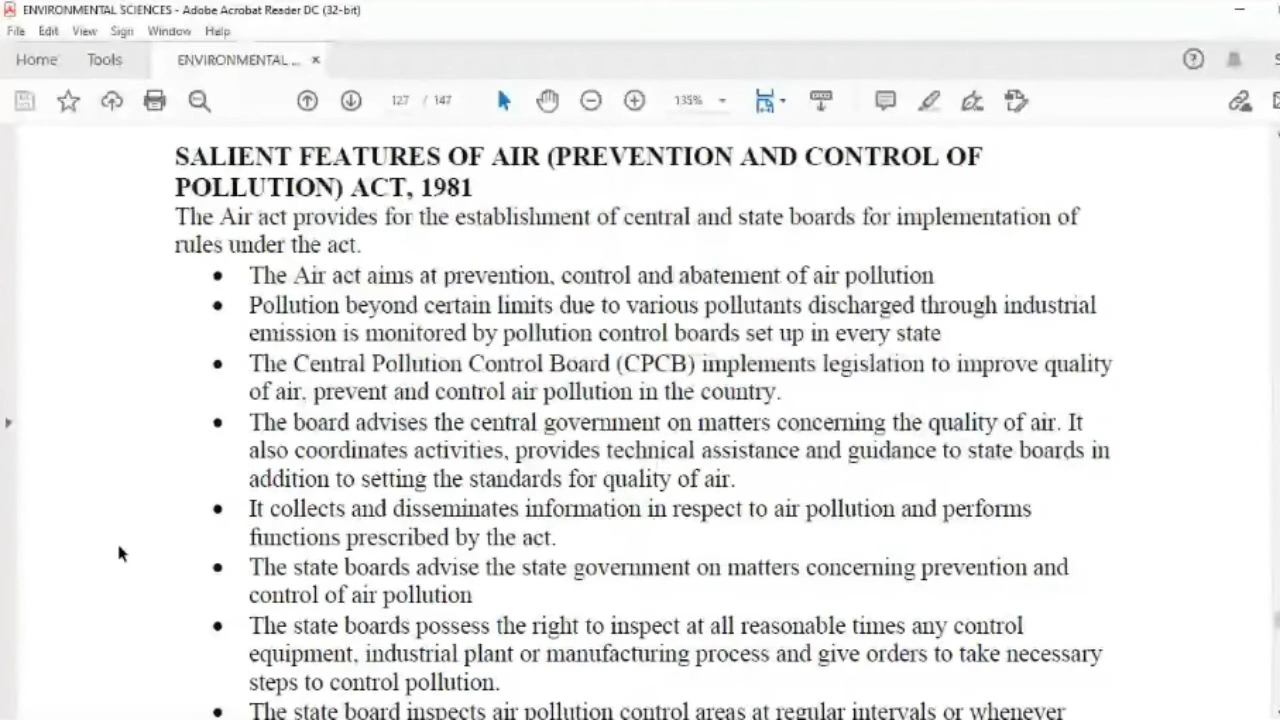 ENVIRONMENTAL SCIENCES - Adobe Acrobat Reader DC (32-bit)
File Edit View Sign Window Help
Home Tools ENVIRONMENTAL ... ×
127 / 147 135%
SALIENT FEATURES OF AIR (PREVENTION AND CONTROL OF
POLLUTION) ACT, 1981
The Air act provides for the establishment of central and state boards for implementation of
rules under the act.
• The Air act aims at prevention, control and abatement of air pollution
• Pollution beyond certain limits due to various pollutants discharged through industrial
emission is monitored by pollution control boards set up in every state
• The Central Pollution Control Board (CPCB) implements legislation to improve quality
of air, prevent and control air pollution in the country.
• The board advises the central government on matters concerning the quality of air. It
also coordinates activities, provides technical assistance and guidance to state boards in
addition to setting the standards for quality of air.
• It collects and disseminates information in respect to air pollution and performs
functions prescribed by the act.
• The state boards advise the state government on matters concerning prevention and
control of air pollution
• The state boards possess the right to inspect at all reasonable times any control
equipment, industrial plant or manufacturing process and give orders to take necessary
steps to control pollution.
• The state board inspects air pollution control areas at regular intervals or whenever